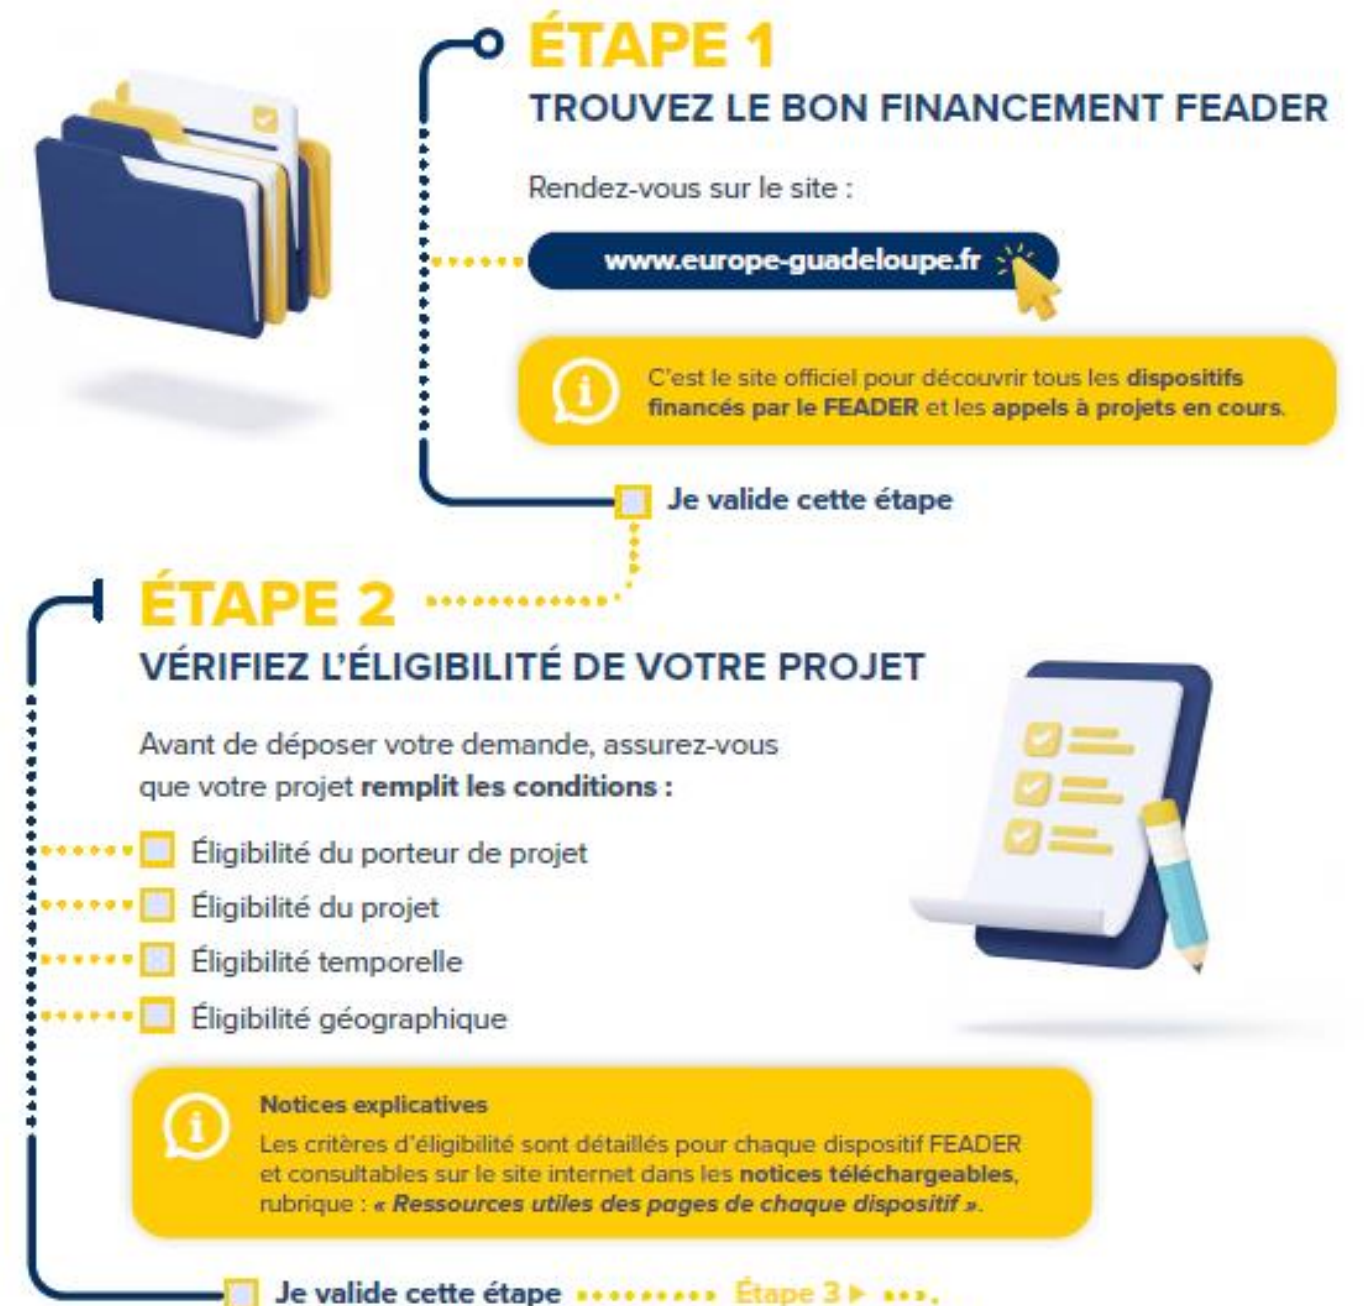 ÉTAPE 1
TROUVEZ LE BON FINANCEMENT FEADER
Rendez-vous sur le site :
www.europe-guadeloupe.fr
C'est le site officiel pour découvrir tous les dispositifs
financés par le FEADER et les appels à projets en cours.
Je valide cette étape
ÉTAPE 2
VÉRIFIEZ L'ÉLIGIBILITÉ DE VOTRE PROJET
Avant de déposer votre demande, assurez-vous
que votre projet remplit les conditions :
Éligibilité du porteur de projet
Éligibilité du projet
Éligibilité temporelle
Éligibilité géographique
Notices explicatives
Les critères d'éligibilité sont détaillés pour chaque dispositif FEADER
et consultables sur le site internet dans les notices téléchargeables,
rubrique : « Ressources utiles des pages de chaque dispositif ».
Je valide cette étape
Étape 3